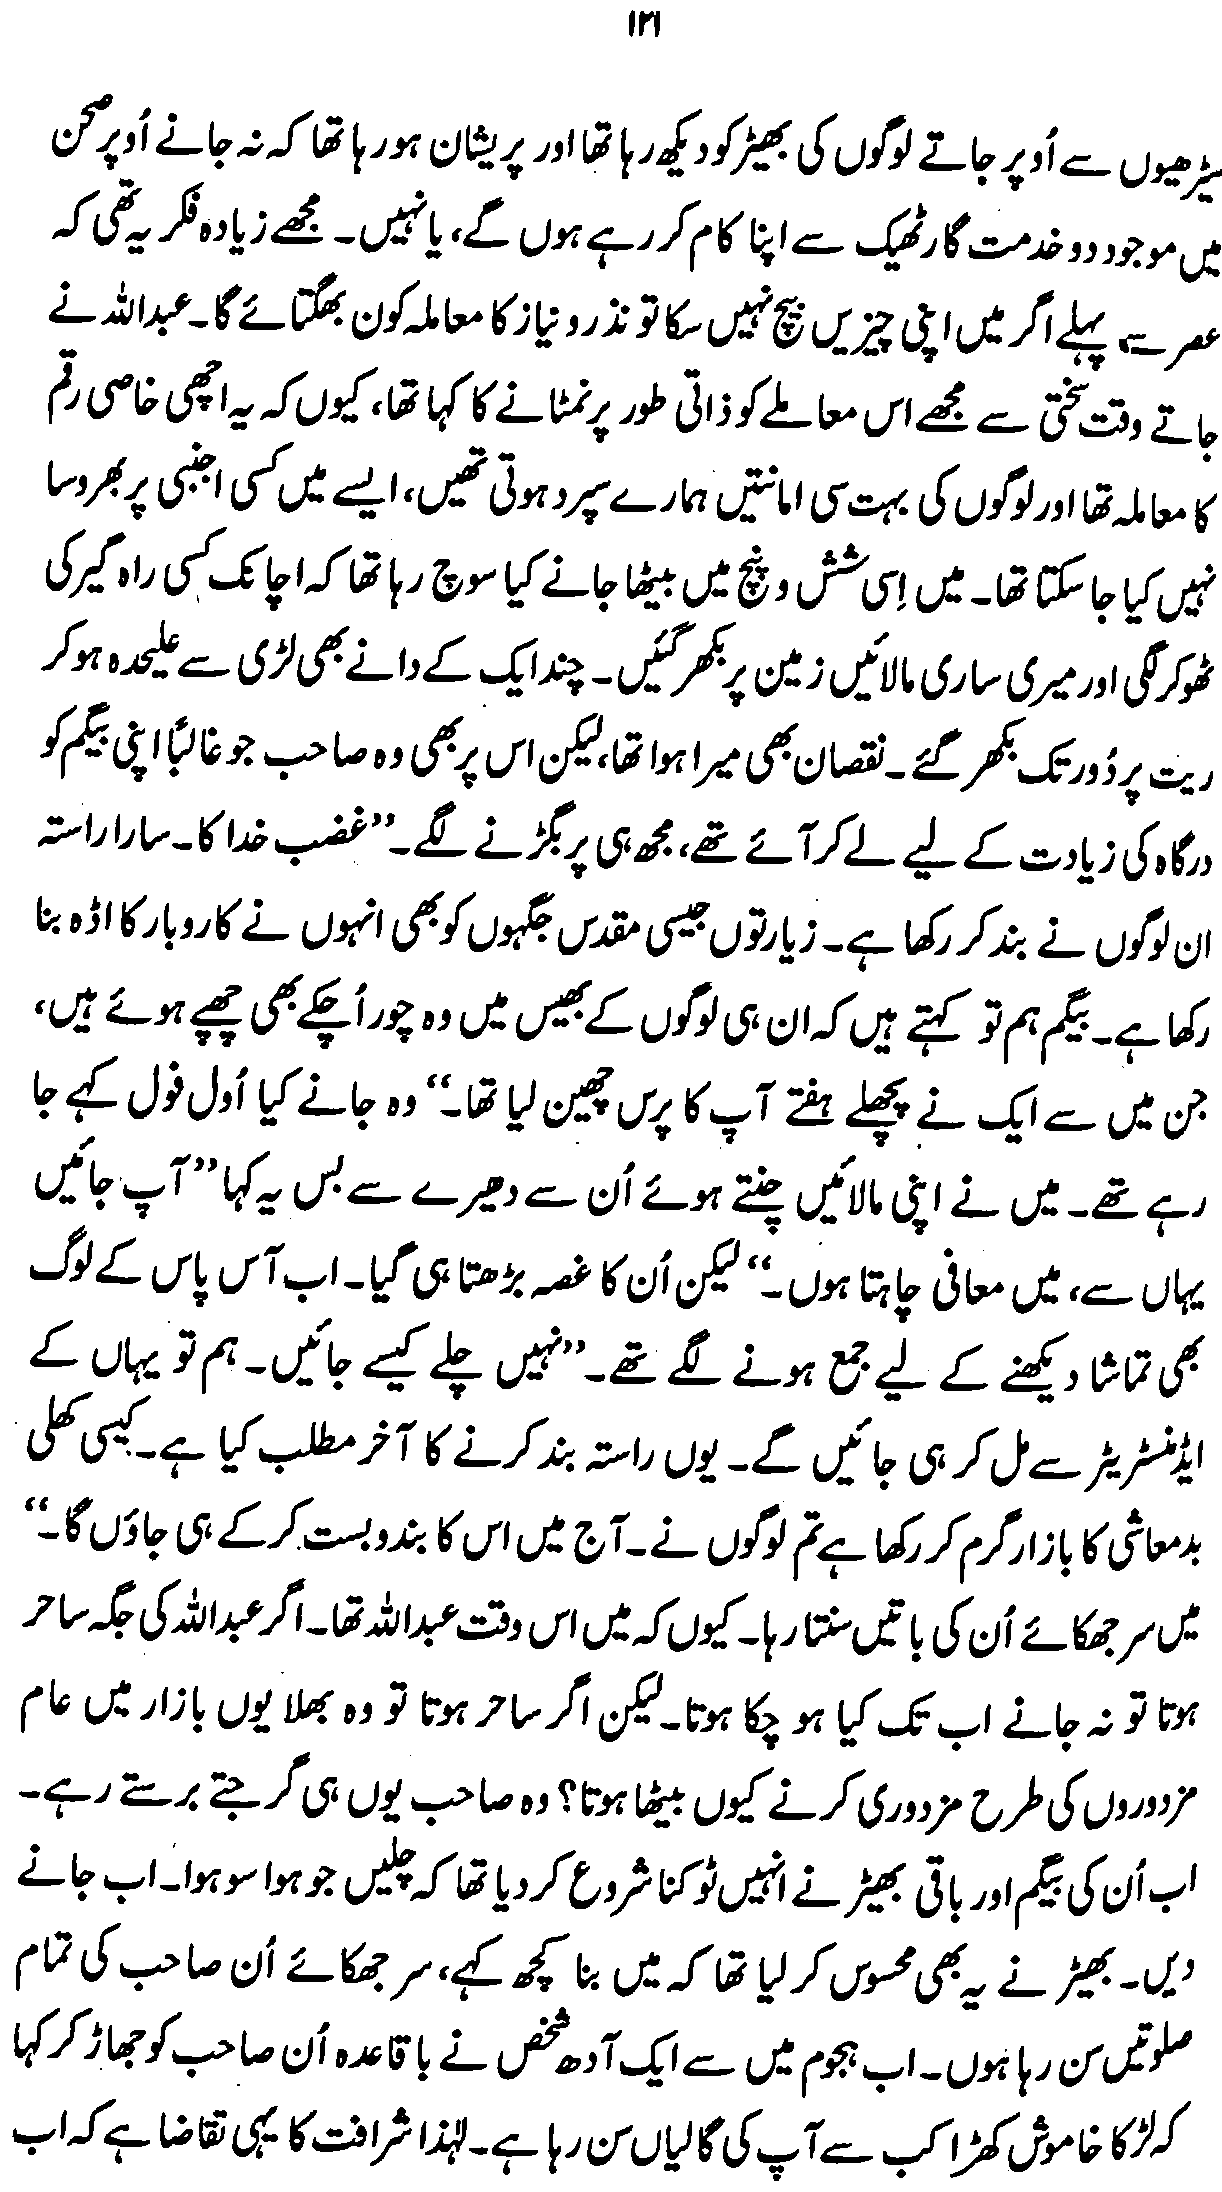 ۱۲۱
سیڑھیوں سے اُوپر جاتے لوگوں کی بھیڑ کو دیکھ رہا تھا اور پریشان ہو رہا تھا کہ نہ جانے اُوپر صحن
میں موجود دو خدمت گار ٹھیک سے اپنا کام کر رہے ہوں گے، یا نہیں۔ مجھے زیادہ فکر یہ تھی کہ
عصر سے پہلے اگر میں اپنی چیزیں بیچ نہیں سکا تو نذر و نیاز کا معاملہ کون بھگتائے گا۔ عبداللہ نے
جاتے وقت سختی سے مجھے اس معاملے کو ذاتی طور پر نمٹانے کا کہا تھا، کیوں کہ یہ اچھی خاصی رقم
کا معاملہ تھا اور لوگوں کی بہت سی امانتیں ہمارے سپرد ہوتی تھیں، ایسے میں کسی اجنبی پر بھروسا
نہیں کیا جا سکتا تھا۔ میں اِسی شش و پنج میں بیٹھا جانے کیا سوچ رہا تھا کہ اچانک کسی راہ گیر کی
ٹھوکر لگی اور میری ساری مالائیں زمین پر بکھر گئیں۔ چند ایک کے دانے بھی لڑی سے علیحدہ ہو کر
ریت پر دُور تک بکھر گئے۔ نقصان بھی میرا ہوا تھا، لیکن اس پر بھی وہ صاحب جو غالباً اپنی بیگم کو
درگاہ کی زیادت کے لیے لے کر آئے تھے، مجھ ہی پر بگڑنے لگے۔ ”غضب خدا کا۔ سارا راستہ
ان لوگوں نے بند کر رکھا ہے۔ زیارتوں جیسی مقدس جگہوں کو بھی انہوں نے کاروبار کا اڈہ بنا
رکھا ہے۔ بیگم ہم تو کہتے ہیں کہ ان ہی لوگوں کے بھیس میں وہ چور اُچکے بھی چھپے ہوئے ہیں،
جن میں سے ایک نے پچھلے ہفتے آپ کا پرس چھین لیا تھا۔“ وہ جانے کیا اُول فول کہے جا
رہے تھے۔ میں نے اپنی مالائیں چنتے ہوئے اُن سے دھیرے سے بس یہ کہا ”آپ جائیں
یہاں سے، میں معافی چاہتا ہوں۔“ لیکن اُن کا غصہ بڑھتا ہی گیا۔ اب آس پاس کے لوگ
بھی تماشا دیکھنے کے لیے جمع ہونے لگے تھے۔ ”نہیں چلے کیسے جائیں۔ ہم تو یہاں کے
ایڈمنسٹریٹر سے مل کر ہی جائیں گے۔ یوں راستہ بند کرنے کا آخر مطلب کیا ہے۔ کیسی کھلی
بدمعاشی کا بازار گرم کر رکھا ہے تم لوگوں نے۔ آج میں اس کا بندوبست کر کے ہی جاؤں گا۔“
میں سر جھکائے اُن کی باتیں سنتا رہا۔ کیوں کہ میں اس وقت عبداللہ تھا۔ اگر عبداللہ کی جگہ ساحر
ہوتا تو نہ جانے اب تک کیا ہو چکا ہوتا۔ لیکن اگر ساحر ہوتا تو وہ بھلا یوں بازار میں عام
مزدوروں کی طرح مزدوری کرنے کیوں بیٹھا ہوتا؟ وہ صاحب یوں ہی گرجتے برستے رہے۔
اب اُن کی بیگم اور باقی بھیڑ نے انہیں ٹوکنا شروع کر دیا تھا کہ چلیں جو ہوا سو ہوا۔ اب جانے
دیں۔ بھیڑ نے یہ بھی محسوس کر لیا تھا کہ میں بنا کچھ کہے، سر جھکائے اُن صاحب کی تمام
صلوتیں سن رہا ہوں۔ اب ہجوم میں سے ایک آدھ شخص نے باقاعدہ اُن صاحب کو جھاڑ کر کہا
کہ لڑکا خاموش کھڑا کب سے آپ کی گالیاں سن رہا ہے۔ لہٰذا شرافت کا یہی تقاضا ہے کہ اب